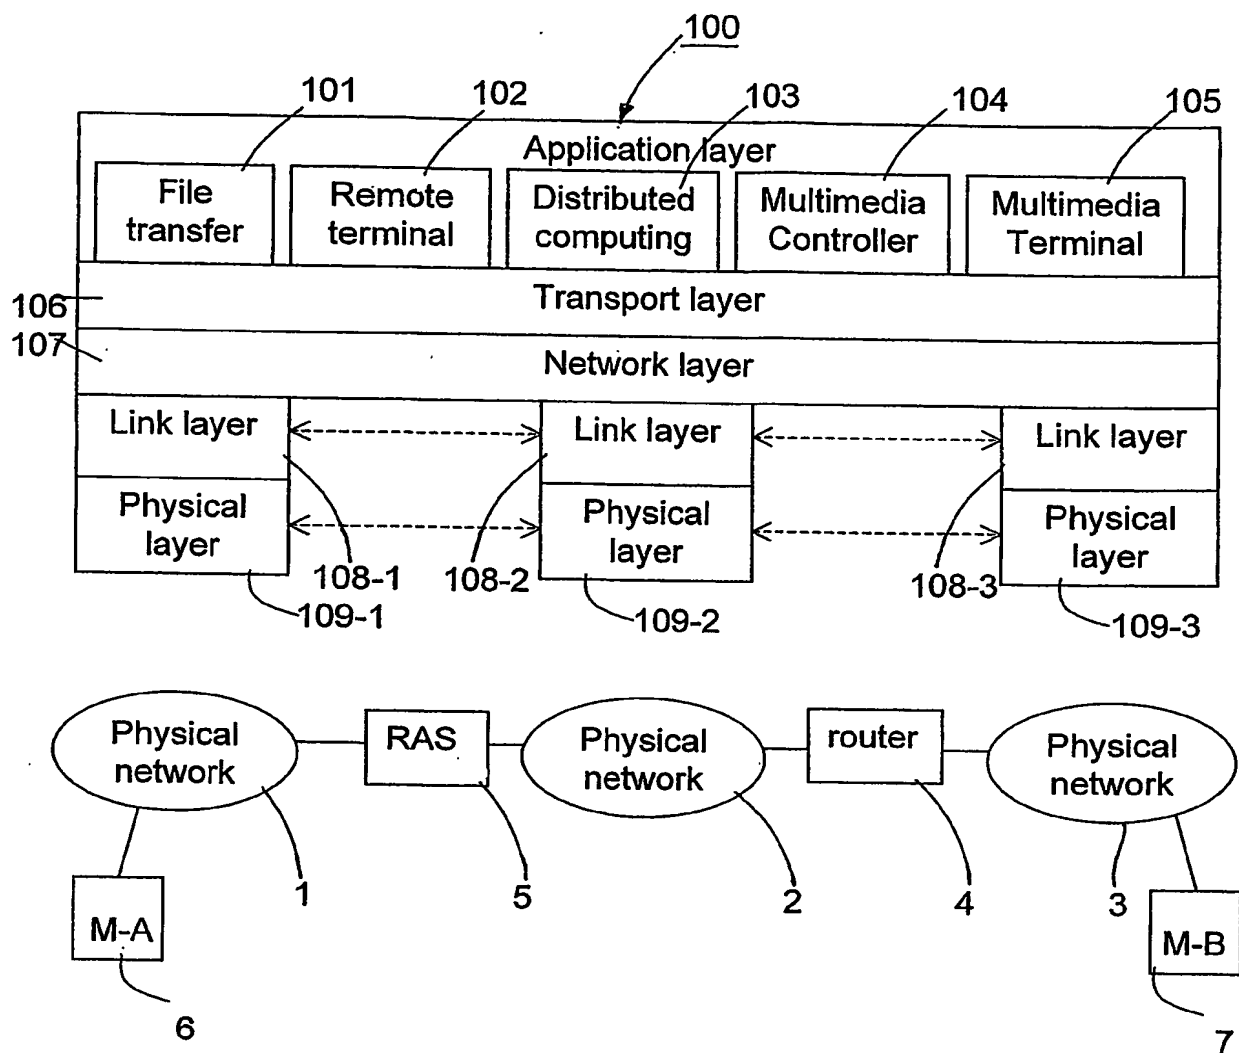 100
101
102
103
104
105
Application layer
File
transfer
Remote
terminal
Distributed
computing
Multimedia
Controller
Multimedia
Terminal
106
Transport layer
107
Network layer
Link layer
Link layer
Link layer
Physical
layer
Physical
layer
Physical
layer
108-1
108-2
108-3
109-1
109-2
109-3
Physical
network
RAS
Physical
network
router
Physical
network
1
5
2
4
3
M-A
M-B
6
7